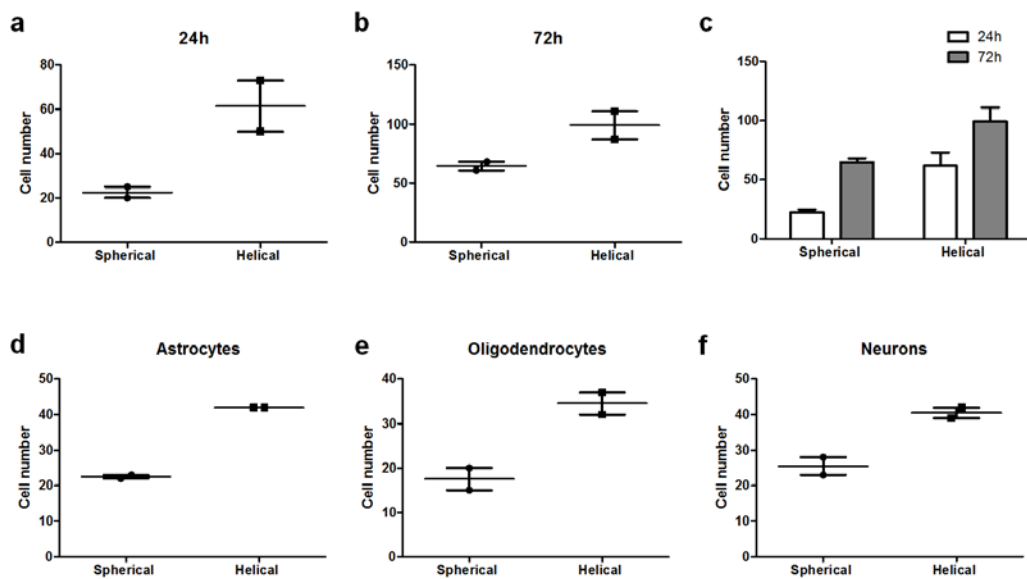 a
24h
Cell number
80
60
40
20
0
Spherical Helical
b
72h
Cell number
150
100
50
0
Spherical Helical
c
24h
72h
Cell number
150
100
50
0
Spherical Helical
d
Astrocytes
Cell number
50
40
30
20
10
0
Spherical Helical
e
Oligodendrocytes
Cell number
40
30
20
10
0
Spherical Helical
f
Neurons
Cell number
50
40
30
20
10
0
Spherical Helical